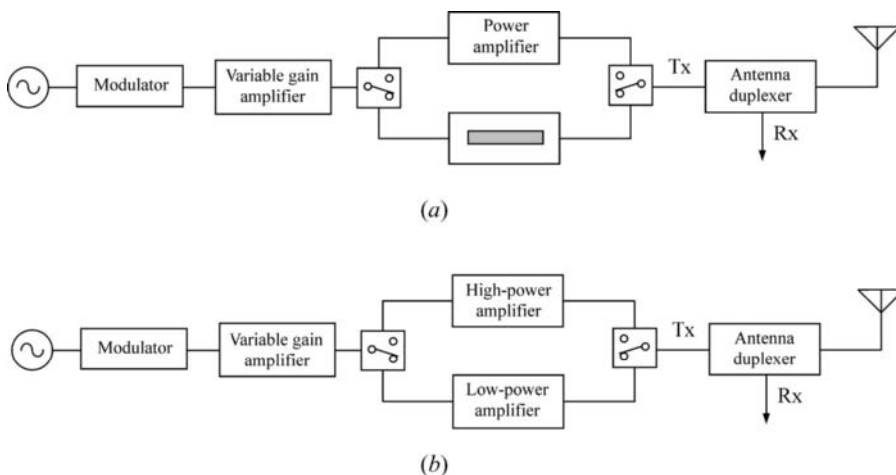 Power
amplifier
Modulator
Variable gain
amplifier
Tx
Antenna
duplexer
Rx
(a)
High-power
amplifier
Modulator
Variable gain
amplifier
Tx
Antenna
duplexer
Rx
Low-power
amplifier
(b)